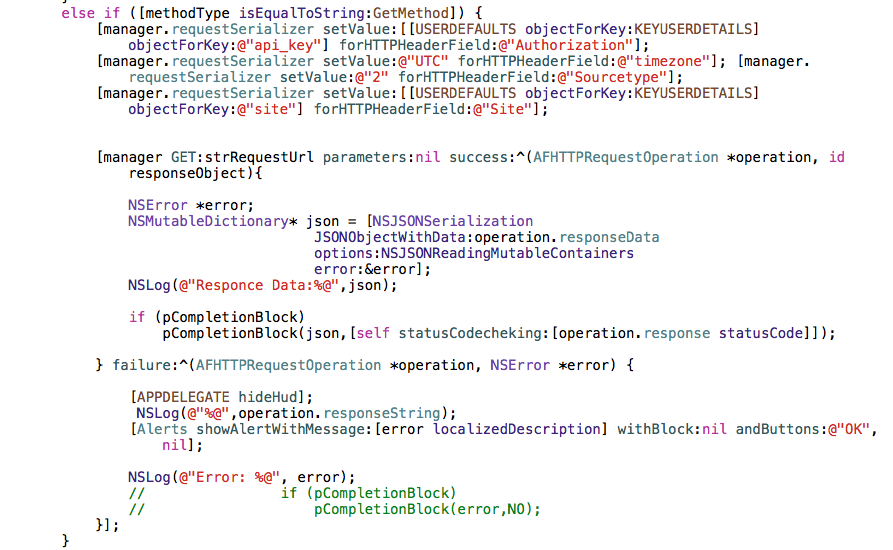 else if ([methodType isEqualToString:GetMethod]) {
[manager.requestSerializer setValue:[[USERDEFAULTS objectForKey:KEYUSERDETAILS]
objectForKey:@"api_key"] forHTTPHeaderField:@"Authorization"];
[manager.requestSerializer setValue:@"UTC" forHTTPHeaderField:@"timezone"]; [manager.
requestSerializer setValue:@"2" forHTTPHeaderField:@"Sourcetype"];
[manager.requestSerializer setValue:[[USERDEFAULTS objectForKey:KEYUSERDETAILS]
objectForKey:@"site"] forHTTPHeaderField:@"Site"];
[manager GET:strRequestUrl parameters:nil success:^(AFHTTPRequestOperation *operation, id
responseObject){
NSError *error;
NSMutableDictionary* json = [NSJSONSerialization
JSONObjectWithData:operation.responseData
options:NSJSONReadingMutableContainers
error:&error];
NSLog(@"Responce Data:%@",json);
if (pCompletionBlock)
pCompletionBlock(json,[self statusCodecheking:[operation.response statusCode]]);
} failure:^(AFHTTPRequestOperation *operation, NSError *error) {
[APPDELEGATE hideHud];
NSLog(@"%@",operation.responseString);
[Alerts showAlertWithMessage:[error localizedDescription] withBlock:nil andButtons:@"OK",
nil];
NSLog(@"Error: %@", error);
// if (pCompletionBlock)
// pCompletionBlock(error,NO);
}];
}